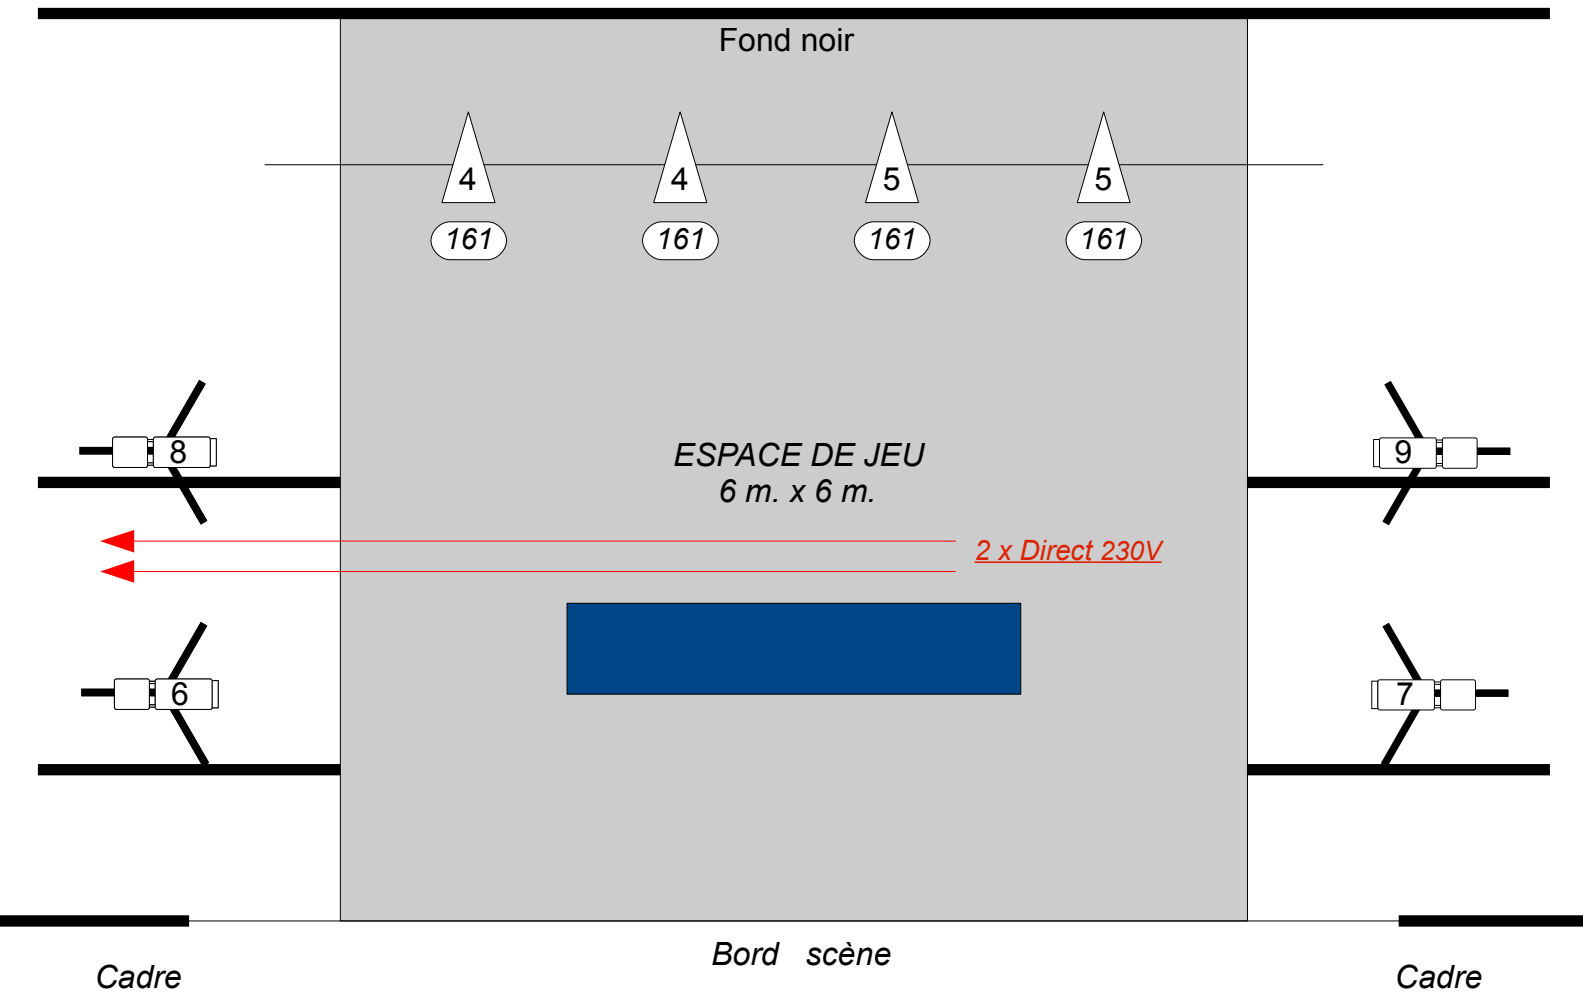 Fond noir
4 4 5 5
161 161 161 161
8 9
ESPACE DE JEU
6 m. x 6 m.
2 x Direct 230V
6 7
Bord scène
Cadre Cadre